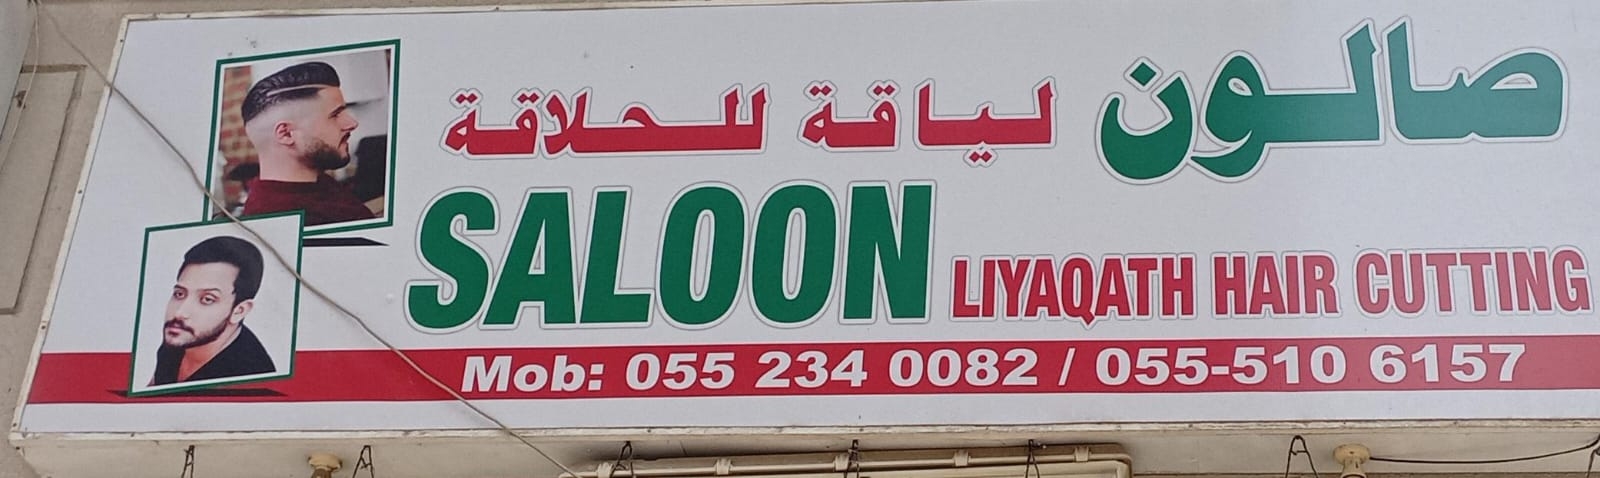 صالون لياقة للحلاقة
SALOON LIYAQATH HAIR CUTTING
Mob: 055 234 0082 / 055-510 6157